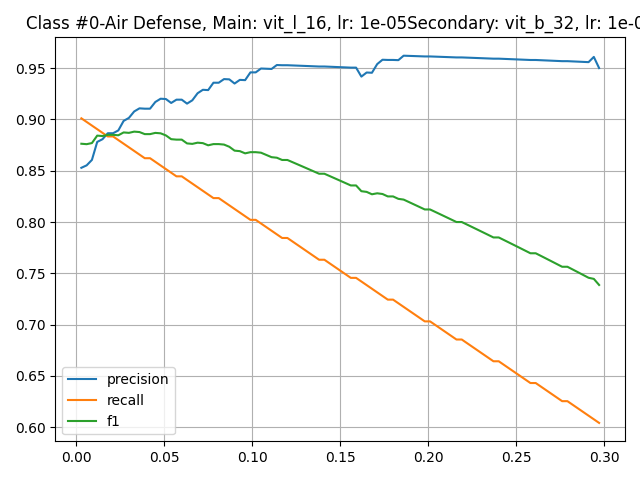 Class #0-Air Defense, Main: vit_l_16, lr: 1e-05Secondary: vit_b_32, lr: 1e-0
0.95
0.90
0.85
0.80
0.75
0.70
0.65
0.60
precision
recall
f1
0.00 0.05 0.10 0.15 0.20 0.25 0.30